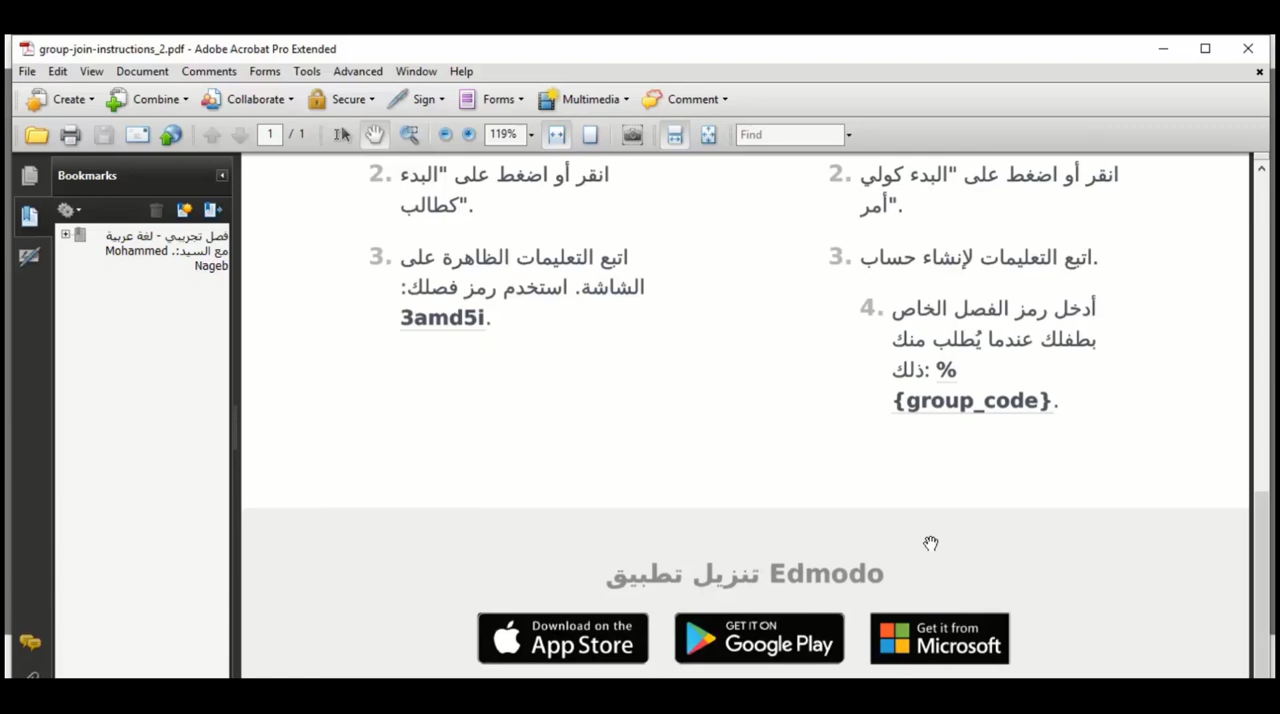 group-join-instructions_2.pdf - Adobe Acrobat Pro Extended
File Edit View Document Comments Forms Tools Advanced Window Help
Create Combine Collaborate Secure Sign Forms Multimedia Comment
1 / 1 119% Find
Bookmarks
فصل تجريبي - لغة عربية
مع السيد:. Mohammed
Nageb
2. انقر أو اضغط على "البدء
كطالب".
3. اتبع التعليمات الظاهرة على
الشاشة. استخدم رمز فصلك:
3amd5i.
2. انقر أو اضغط على "البدء كولي
أمر".
3. اتبع التعليمات لإنشاء حساب.
4. أدخل رمز الفصل الخاص
بطفلك عندما يُطلب منك
ذلك: %
{group_code}.
تنزيل تطبيق Edmodo
Download on the
App Store
GET IT ON
Google Play
Get it from
Microsoft